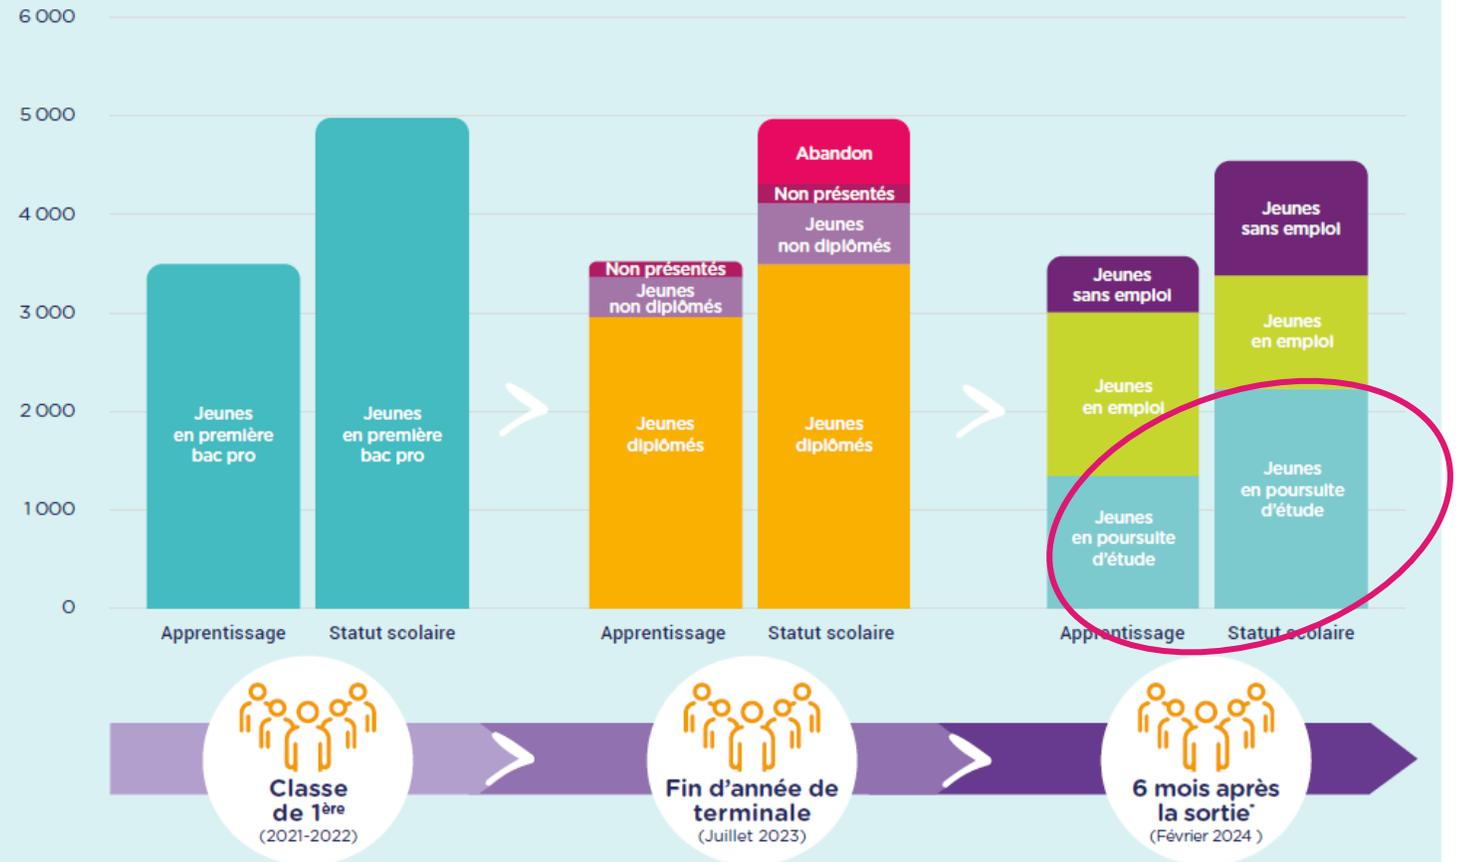 6 000
5 000
4 000
3 000
2 000
1 000
0
Jeunes
en première
bac pro
Jeunes
en première
bac pro
Apprentissage
Statut scolaire
Non présentés
Jeunes
non diplômés
Jeunes
diplômés
Abandon
Non présentés
Jeunes
non diplômés
Jeunes
diplômés
Apprentissage
Statut scolaire
Jeunes
sans emploi
Jeunes
en emploi
Jeunes
en poursuite
d'étude
Jeunes
sans emploi
Jeunes
en emploi
Jeunes
en poursuite
d'étude
Apprentissage
Statut scolaire
Classe
de 1ère
(2021-2022)
Fin d'année de
terminale
(Juillet 2023)
6 mois après
la sortie*
(Février 2024 )